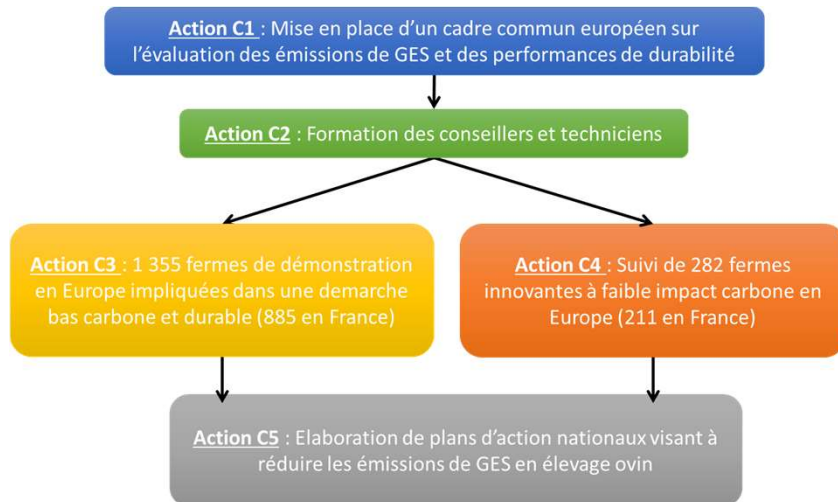 Action C1 : Mise en place d'un cadre commun européen sur
l'évaluation des émissions de GES et des performances de durabilité
Action C2 : Formation des conseillers et techniciens
Action C3 : 1 355 fermes de démonstration
en Europe impliquées dans une demarche
bas carbone et durable (885 en France)
Action C4 : Suivi de 282 fermes
innovantes à faible impact carbone en
Europe (211 en France)
Action C5 : Elaboration de plans d'action nationaux visant à
réduire les émissions de GES en élevage ovin